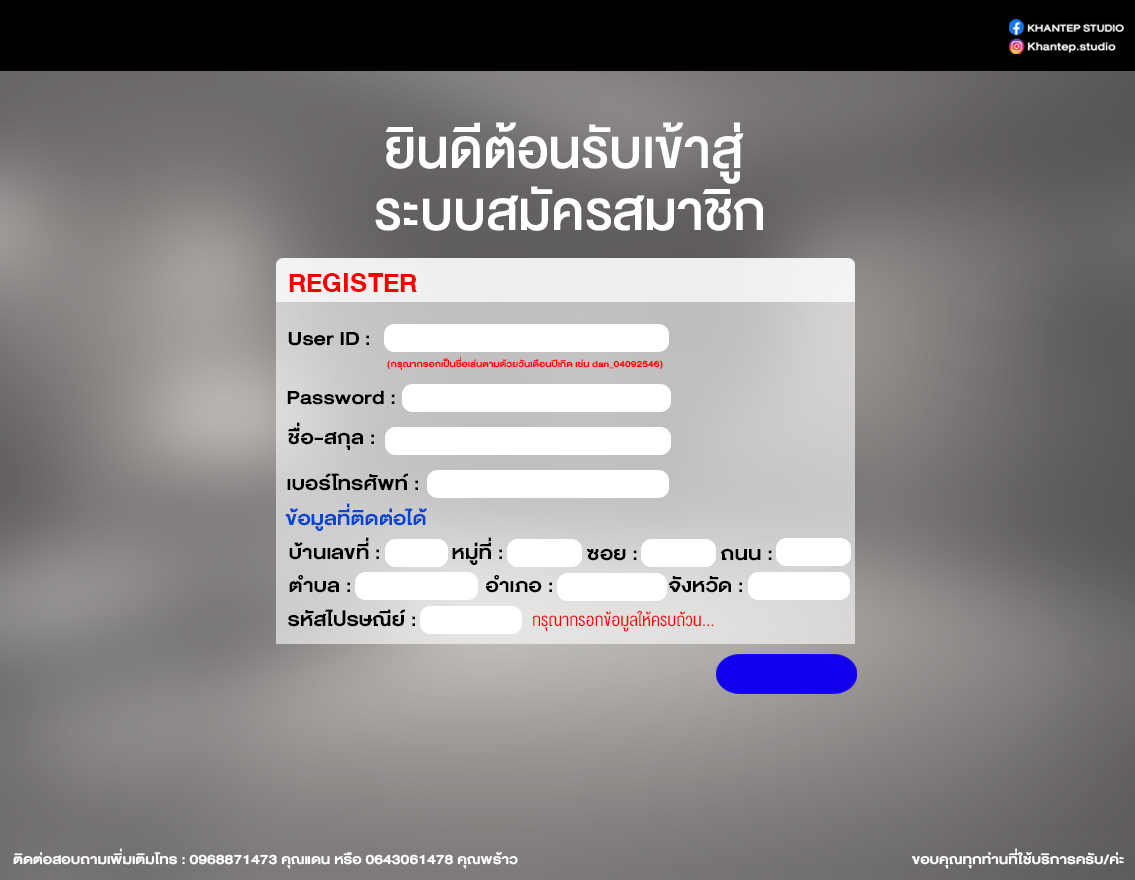 KHANTEP STUDIO
Khantep.studio
ยินดีต้อนรับเข้าสู่
ระบบสมัครสมาชิก
REGISTER
User ID :
(กรุณากรอกเป็นชื่อเล่นตามด้วยวันเดือนปีเกิด เช่น dan_04092546)
Password :
ชื่อ-สกุล :
เบอร์โทรศัพท์ :
ข้อมูลที่ติดต่อได้
บ้านเลขที่ : หมู่ที่ : ซอย : ถนน :
ตำบล : อำเภอ : จังหวัด :
รหัสไปรษณีย์ : กรุณากรอกข้อมูลให้ครบถ้วน...
ติดต่อสอบถามเพิ่มเติมโทร : 0968871473 คุณแดน หรือ 0643061478 คุณพร้าว
ขอบคุณทุกท่านที่ใช้บริการครับ/ค่ะ